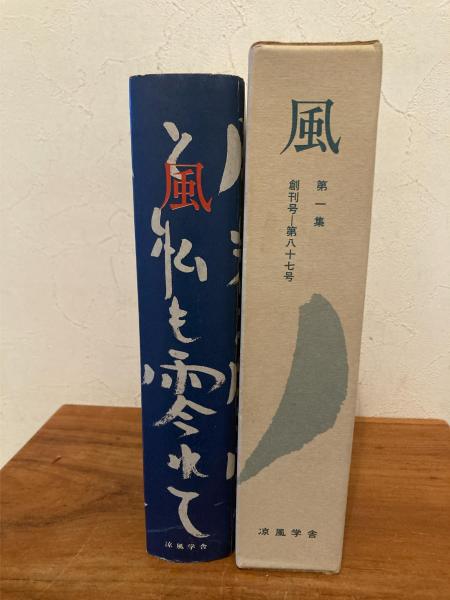 風
と私も零れて
涼風学舎
風
第一集
創刊号—第八十七号
涼風学舎